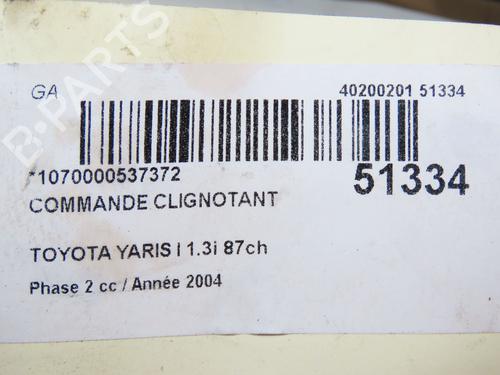 GA
40200201 51334
*1070000537372
51334
COMMANDE CLIGNOTANT
TOYOTA YARIS I 1.3i 87ch
Phase 2 cc / Année 2004
B-PARTS